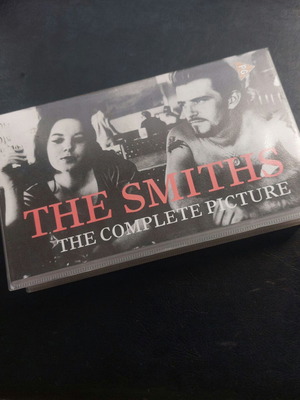 THE SMITHS
THE COMPLETE PICTURE